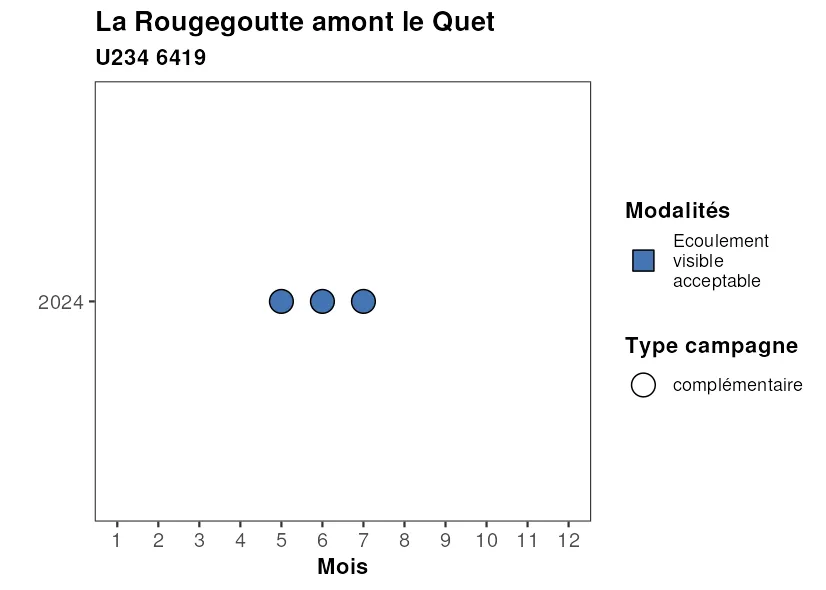 La Rougegoutte amont le Quet
U234 6419
2024
1 2 3 4 5 6 7 8 9 10 11 12
Mois
Modalités
Ecoulement
visible
acceptable
Type campagne
complémentaire